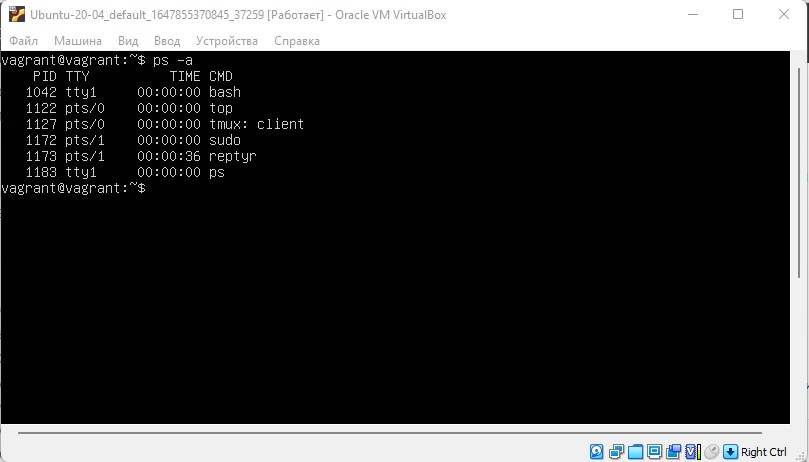 Ubuntu-20-04_default_1647855370845_37259 [Работает] - Oracle VM VirtualBox
Файл Машина Вид Ввод Устройства Справка
vagrant@vagrant:~$ ps -a
    PID TTY          TIME CMD
   1042 tty1     00:00:00 bash
   1122 pts/0    00:00:00 top
   1127 pts/0    00:00:00 tmux: client
   1172 pts/1    00:00:00 sudo
   1173 pts/1    00:00:36 reptyr
   1183 tty1     00:00:00 ps
vagrant@vagrant:~$
Right Ctrl